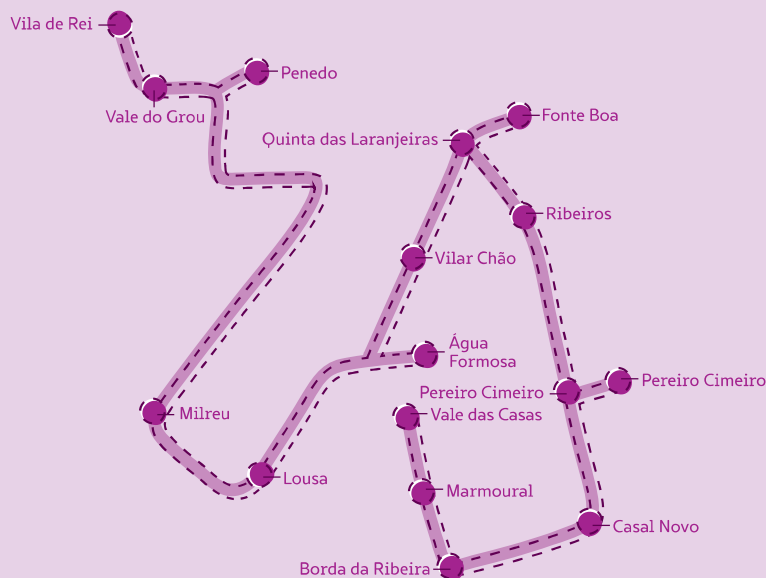 Vila de Rei
Penedo
Vale do Grou
Fonte Boa
Quinta das Laranjeiras
Ribeiros
Vilar Chão
Água
Formosa
Pereiro Cimeiro
Pereiro Cimeiro
Milreu
Vale das Casas
Lousa
Marmoural
Casal Novo
Borda da Ribeira